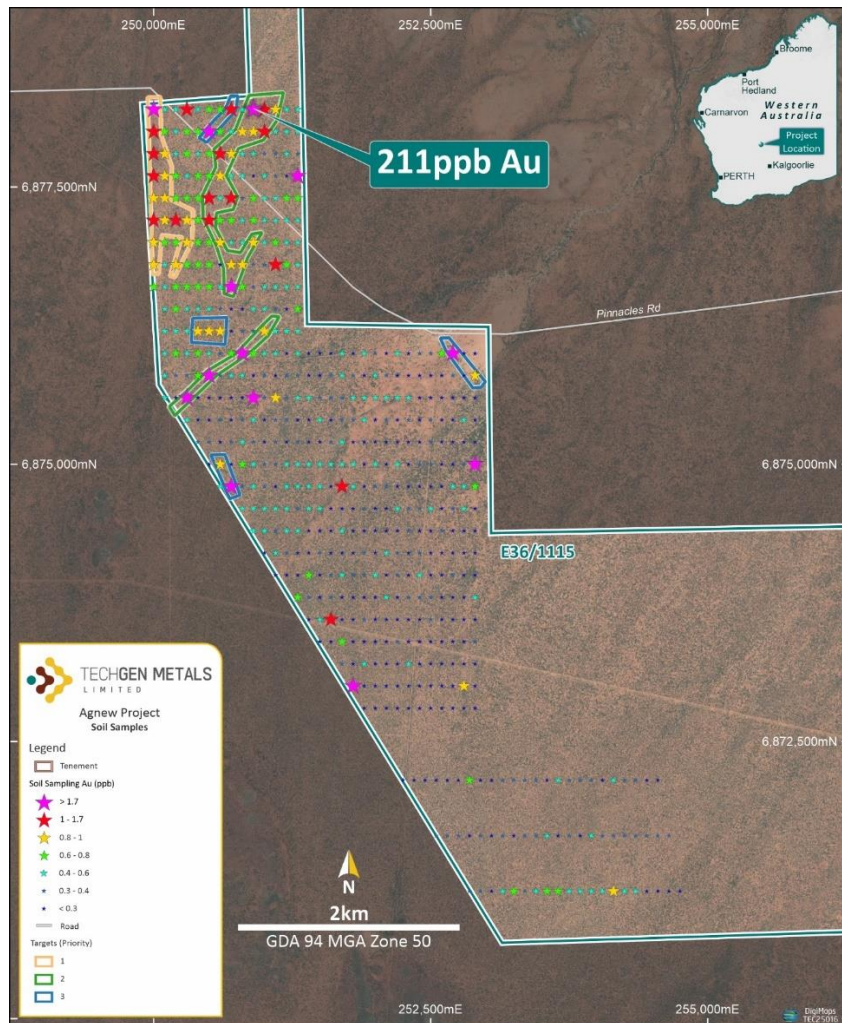 250,000mE
252,500mE
255,000mE
Broome
Port
Hedland
Carnarvon
Western
Australia
Project
Location
Kalgoorlie
PERTH
211ppb Au
6,877,500mN
Pinnacles Rd
6,875,000mN
6,875,000mN
E36/1115
TECHGEN METALS
LIMITED
Agnew Project
Soil Samples
Legend
Tenement
Soil Sampling Au (ppb)
> 1.7
1 - 1.7
0.8 - 1
0.6 - 0.8
0.4 - 0.6
0.3 - 0.4
< 0.3
Road
Targets (Priority)
1
2
3
6,872,500mN
N
2km
GDA 94 MGA Zone 50
252,500mE
255,000mE
DigiMaps
TEC25016